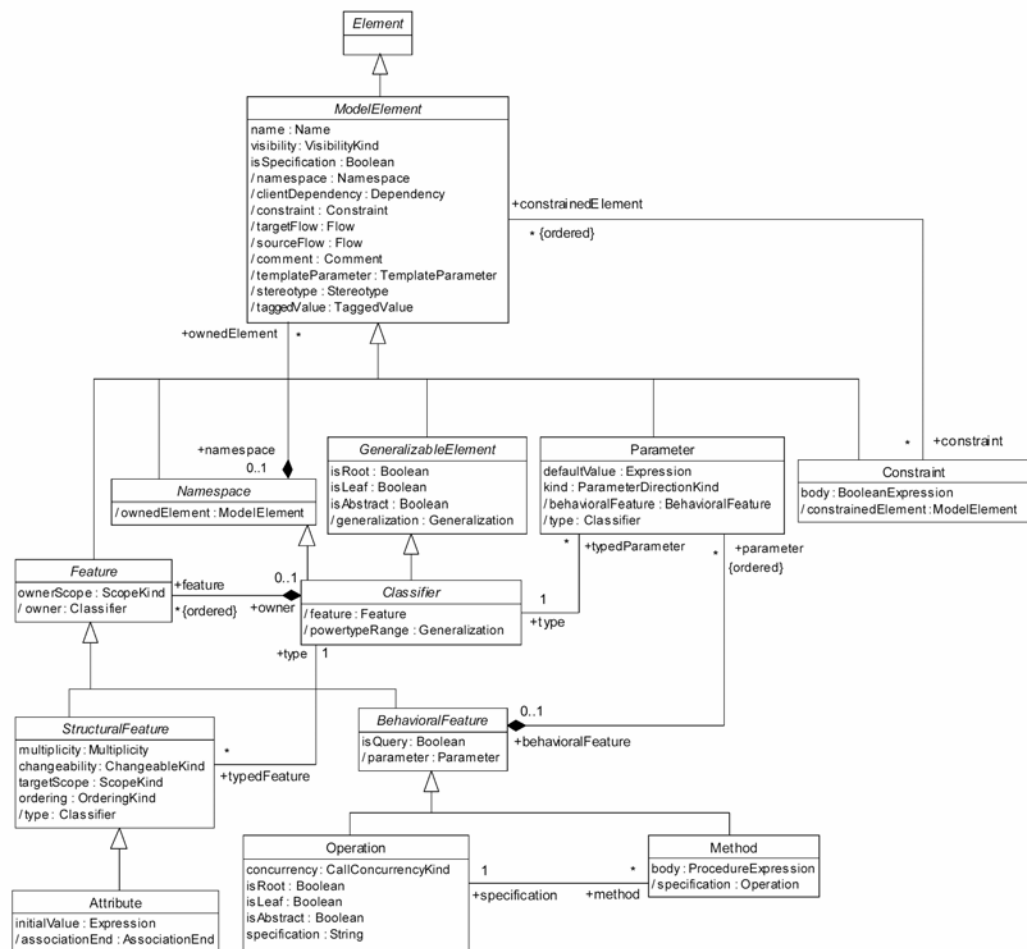 Element
ModelElement
name : Name
visibility : VisibilityKind
isSpecification : Boolean
/ namespace : Namespace
/ clientDependency : Dependency
/ constraint : Constraint
/ targetFlow : Flow
/ sourceFlow : Flow
/ comment : Comment
/ templateParameter : TemplateParameter
/ stereotype : Stereotype
/ taggedValue : TaggedValue
+constrainedElement
* {ordered}
+ownedElement *
+namespace
0..1
* +constraint
Namespace
/ ownedElement : ModelElement
GeneralizableElement
isRoot : Boolean
isLeaf : Boolean
isAbstract : Boolean
/ generalization : Generalization
Parameter
defaultValue : Expression
kind : ParameterDirectionKind
/ behavioralFeature : BehavioralFeature
/ type : Classifier
Constraint
body : BooleanExpression
/ constrainedElement : ModelElement
* +typedParameter
* +parameter
{ordered}
Feature
ownerScope : ScopeKind
/ owner : Classifier
+feature
* {ordered}
0..1
+owner
Classifier
/ feature : Feature
/ powertypeRange : Generalization
1
+type
+type 1
StructuralFeature
multiplicity : Multiplicity
changeability : ChangeableKind
targetScope : ScopeKind
ordering : OrderingKind
/ type : Classifier
*
+typedFeature
BehavioralFeature
isQuery : Boolean
/ parameter : Parameter
0..1
+behavioralFeature
Attribute
initialValue : Expression
/ associationEnd : AssociationEnd
Operation
concurrency : CallConcurrencyKind
isRoot : Boolean
isLeaf : Boolean
isAbstract : Boolean
specification : String
1
+specification
*
+method
Method
body : ProcedureExpression
/ specification : Operation